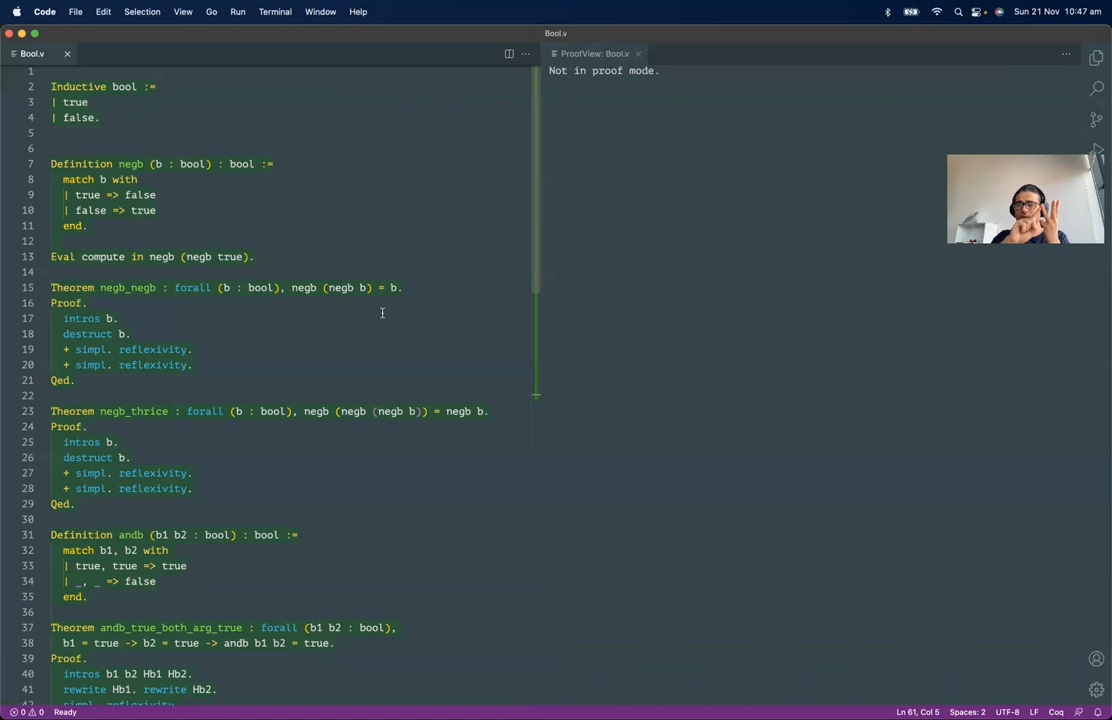 Code File Edit Selection View Go Run Terminal Window Help Sun 21 Nov 10:47 am
Bool.v
Bool.v
ProofView: Bool.v
Not in proof mode.
1
2 Inductive bool :=
3 | true
4 | false.
5
6
7 Definition negb (b : bool) : bool :=
8 match b with
9 | true => false
10 | false => true
11 end.
12
13 Eval compute in negb (negb true).
14
15 Theorem negb_negb : forall (b : bool), negb (negb b) = b.
16 Proof.
17 intros b.
18 destruct b.
19 + simpl. reflexivity.
20 + simpl. reflexivity.
21 Qed.
22
23 Theorem negb_thrice : forall (b : bool), negb (negb (negb b)) = negb b.
24 Proof.
25 intros b.
26 destruct b.
27 + simpl. reflexivity.
28 + simpl. reflexivity.
29 Qed.
30
31 Definition andb (b1 b2 : bool) : bool :=
32 match b1, b2 with
33 | true, true => true
34 | _, _ => false
35 end.
36
37 Theorem andb_true_both_arg_true : forall (b1 b2 : bool),
38 b1 = true -> b2 = true -> andb b1 b2 = true.
39 Proof.
40 intros b1 b2 Hb1 Hb2.
41 rewrite Hb1. rewrite Hb2.
42 simpl. reflexivity.
0 0 Ready Ln 61, Col 5 Spaces: 2 UTF-8 LF Coq